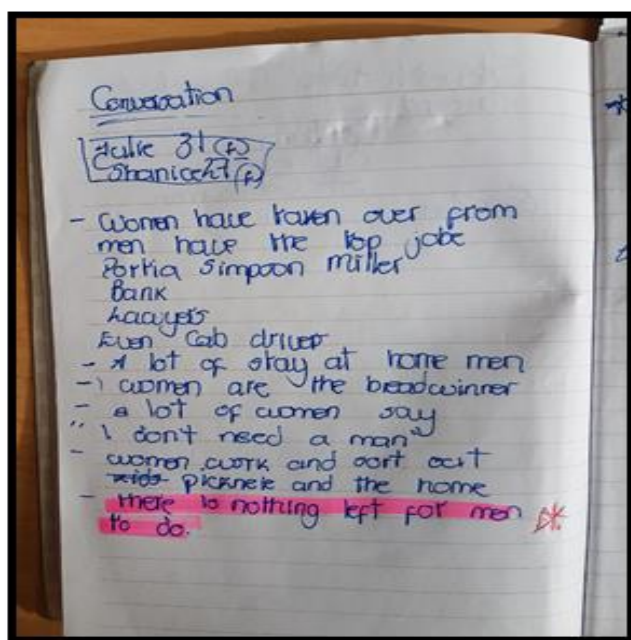 Conversation
Julie 31 (F)
Shanice 27 (F)
- Women have taken over from
men have the top jobs
Portia Simpson Miller
Bank
Lawyers
Even Cab driver
- A lot of stay at home men
- women are the breadwinner
- a lot of women say
"I don't need a man"
- women work and sort out
kids pickneie and the home
- there is nothing left for men
to do.